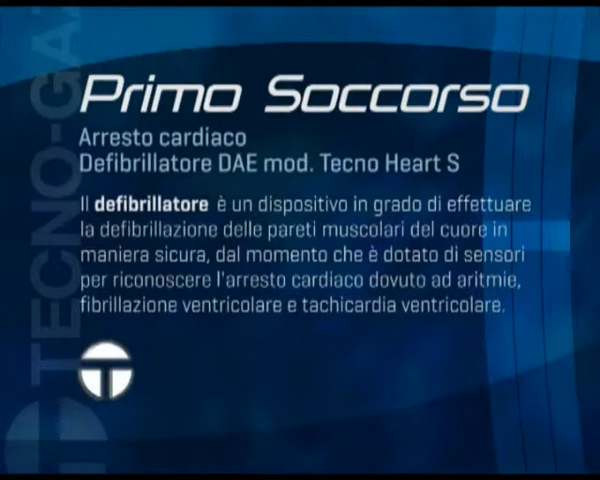 Primo Soccorso
Arresto cardiaco
Defibrillatore DAE mod. Tecno Heart S
Il defibrillatore è un dispositivo in grado di effettuare
la defibrillazione delle pareti muscolari del cuore in
maniera sicura, dal momento che è dotato di sensori
per riconoscere l'arresto cardiaco dovuto ad aritmie,
fibrillazione ventricolare e tachicardia ventricolare.
TECNO-GAZ